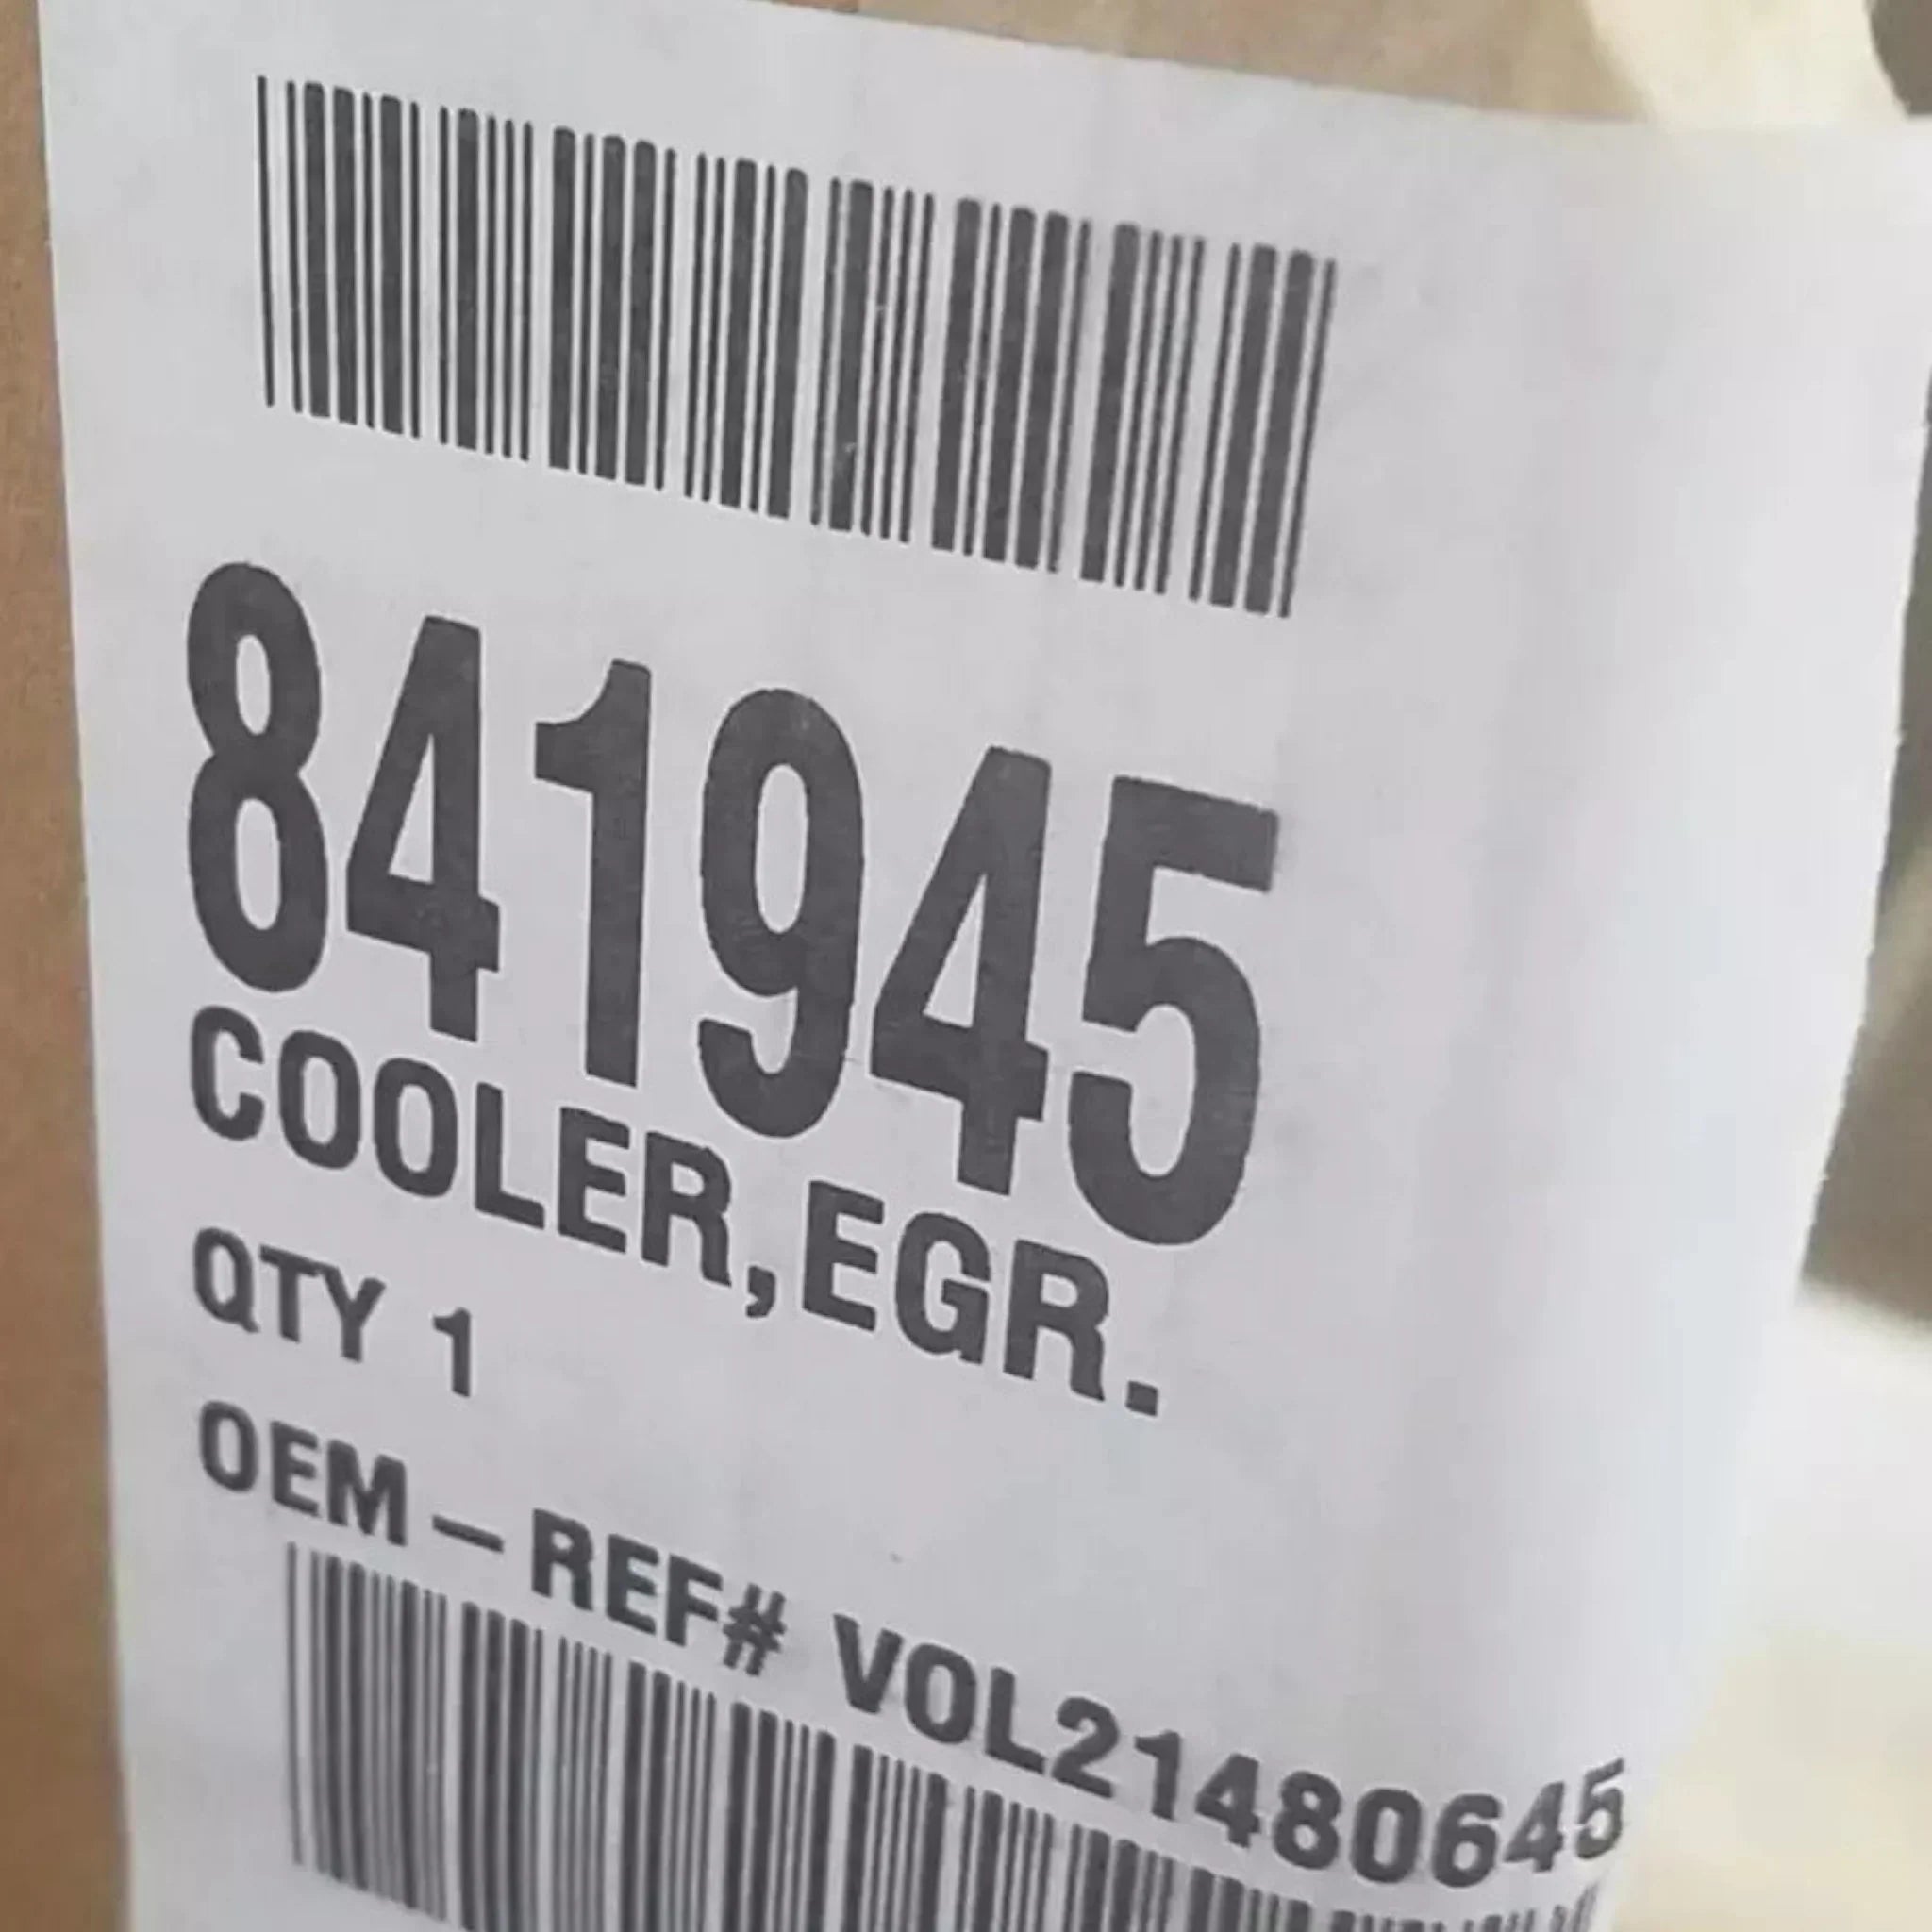 841945
COOLER,EGR.
QTY 1
OEM – REF# VOL21480645